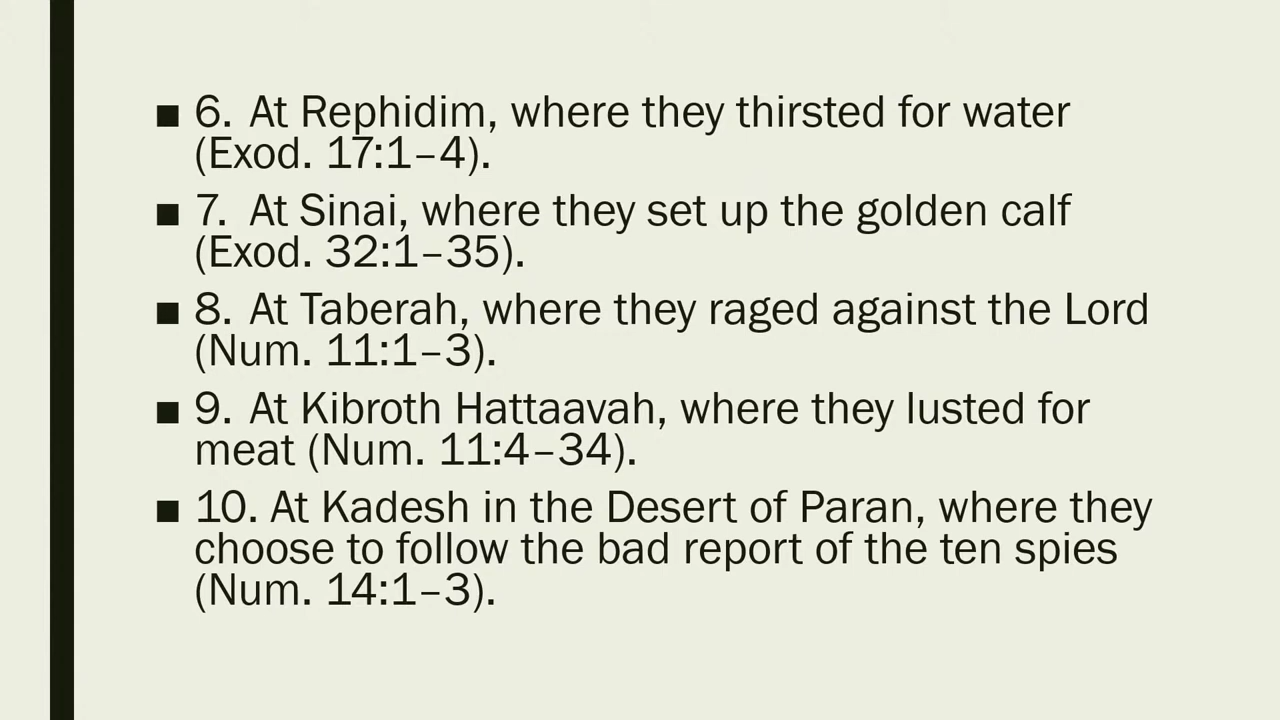 ■ 6. At Rephidim, where they thirsted for water
(Exod. 17:1–4).
■ 7. At Sinai, where they set up the golden calf
(Exod. 32:1–35).
■ 8. At Taberah, where they raged against the Lord
(Num. 11:1–3).
■ 9. At Kibroth Hattaavah, where they lusted for
meat (Num. 11:4–34).
■ 10. At Kadesh in the Desert of Paran, where they
choose to follow the bad report of the ten spies
(Num. 14:1–3).